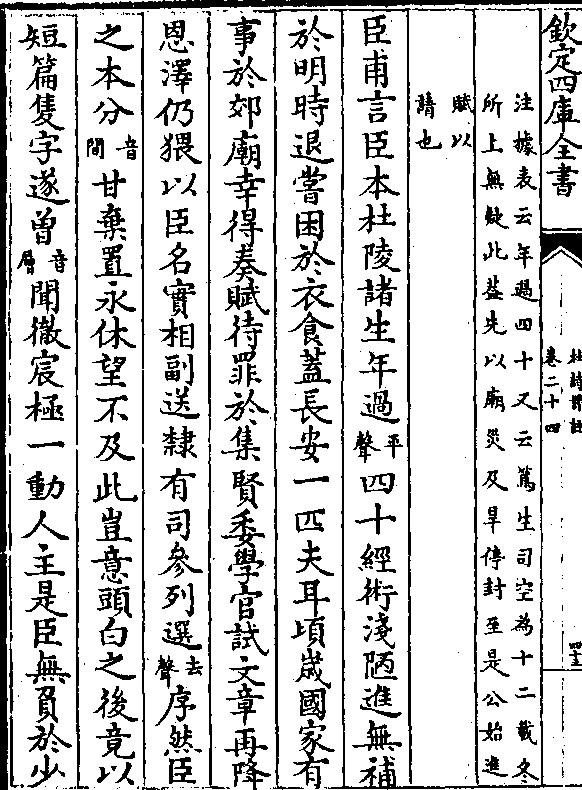 欽定四庫全書
卷二十四
注據表云年過四十又云篤生司空為十二載冬
所上無疑此蓋先以廟災及旱停封至是公始進
賦以
請也
臣甫言臣本杜陵諸生年過平聲四十經術淺陋進無補
於明時退嘗困於衣食蓋長安一匹夫耳頃歲國家有
事於郊廟幸得奏賦待罪於集賢委學官試文章再降
恩澤仍猥以臣名實相副送隸有司參列選去聲序然臣
之本分音問甘棄置永休望不及此豈意頭白之後竟以
短篇隻字遂曾音層聞徹宸極一動人主是臣無負於少